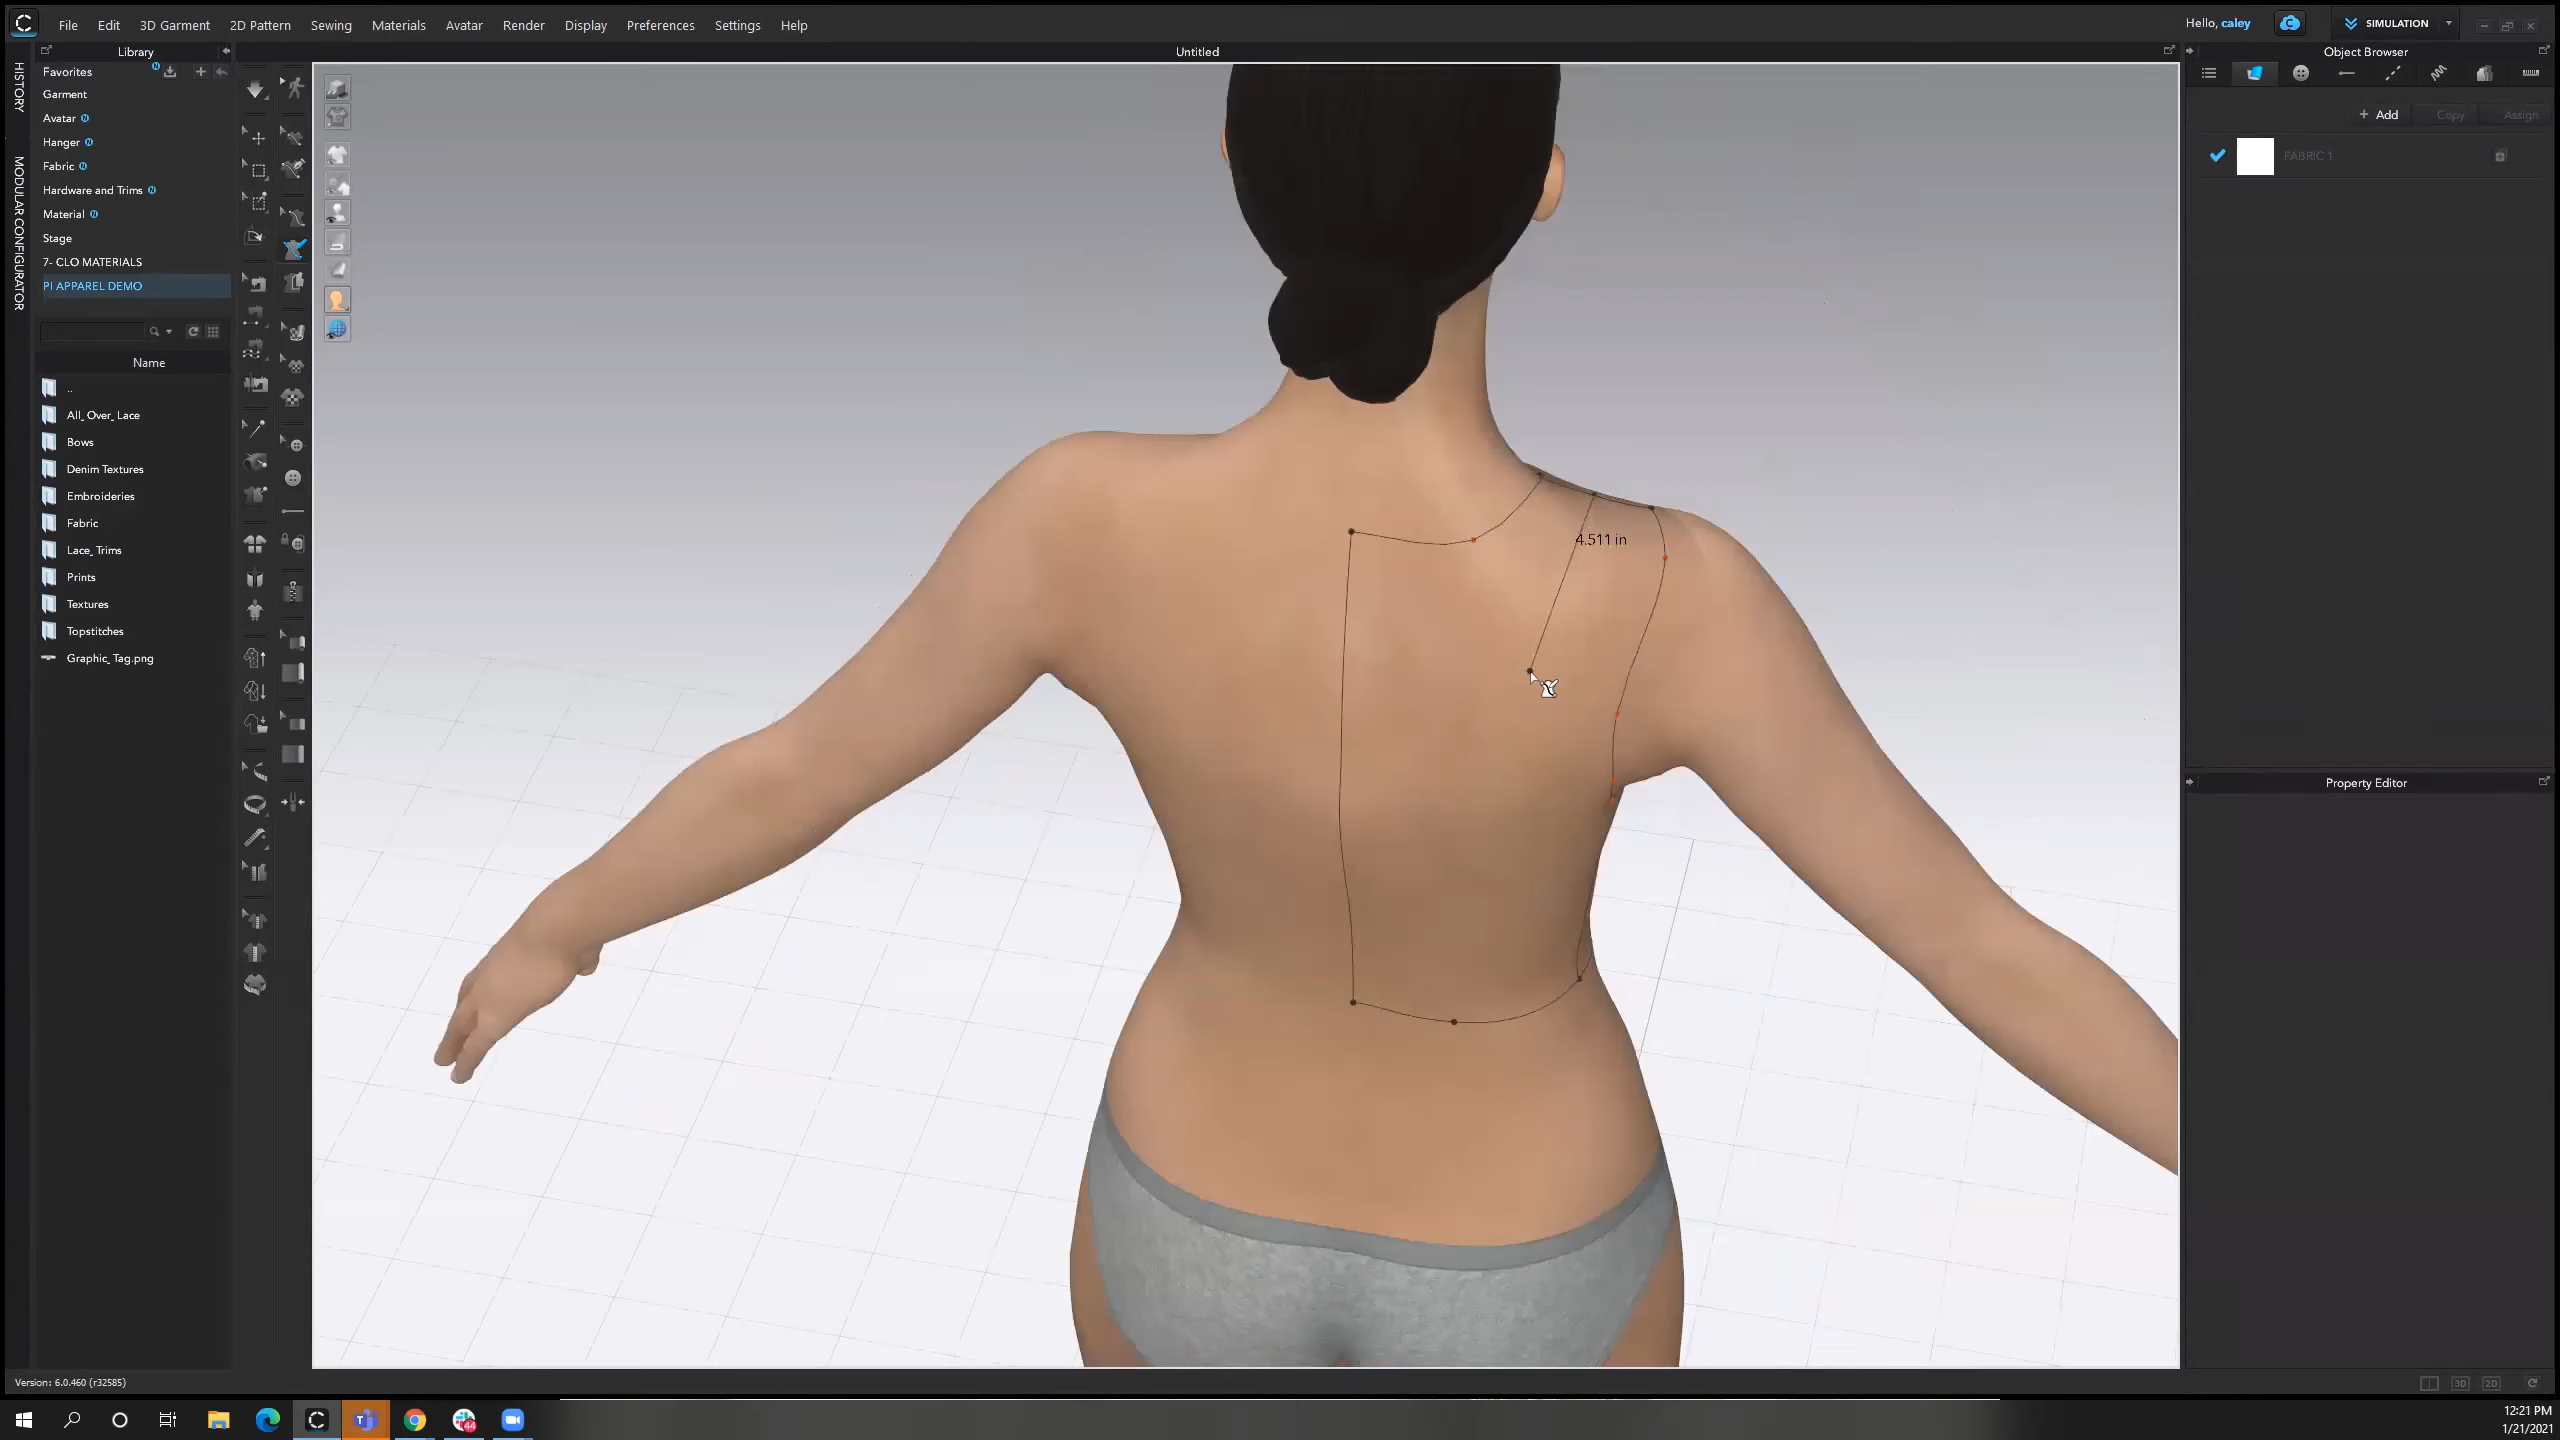 File Edit 3D Garment 2D Pattern Sewing Materials Avatar Render Display Preferences Settings Help
Hello, caley
SIMULATION
HISTORY
MODULAR CONFIGURATOR
Library
Favorites
Garment
Avatar
Hanger
Fabric
Hardware and Trims
Material
Stage
7- CLO MATERIALS
PI APPAREL DEMO
Name
..
All_Over_Lace
Bows
Denim Textures
Embroideries
Fabric
Lace_Trims
Prints
Textures
Topstitches
Graphic_Tag.png
Untitled
4.511 in
Object Browser
+ Add Copy Assign
FABRIC 1
Property Editor
Version: 6.0.460 (r32585)
3D 2D
44
12:21 PM
1/21/2021